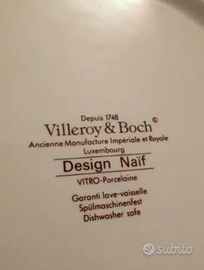 Depuis 1748
Villeroy & Boch©
Ancienne Manufacture Impériale et Royale
Luxembourg
Design Naïf
VITRO-Porcelaine
Garanti lave-vaisselle
Spülmaschinenfest
Dishwasher safe
subito